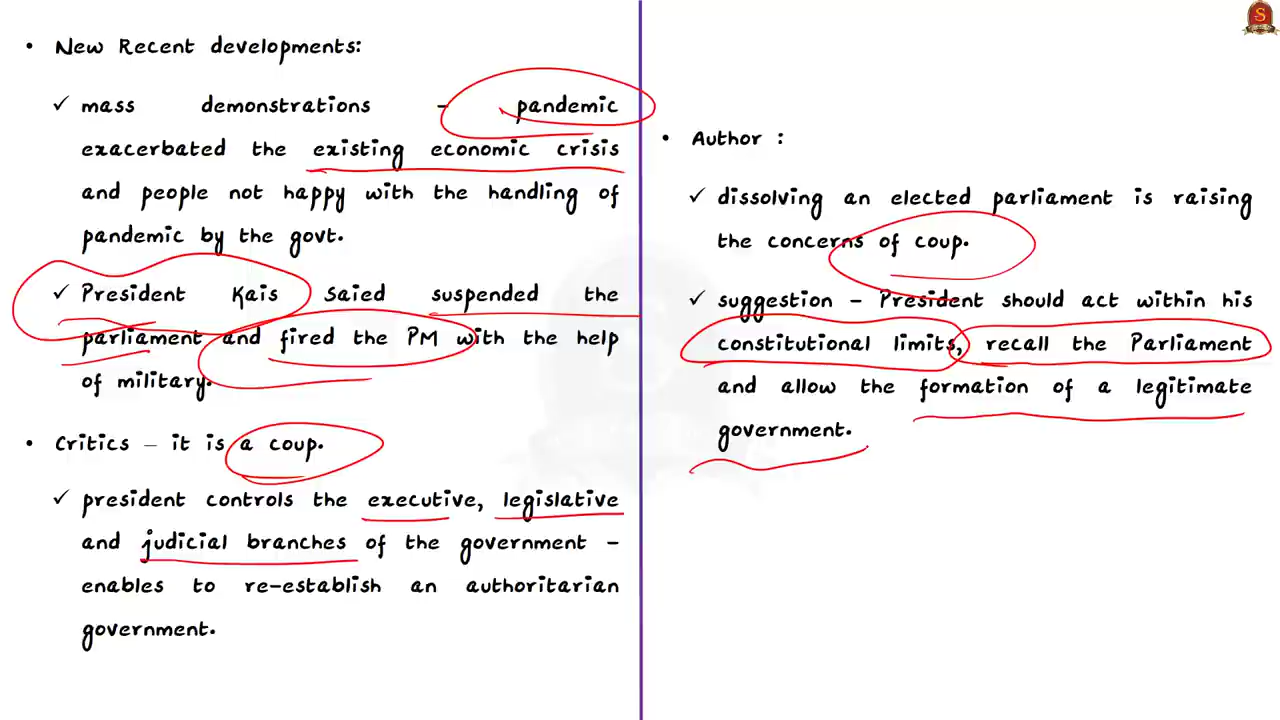 • New Recent developments:
✓ mass demonstrations - pandemic
exacerbated the existing economic crisis
and people not happy with the handling of
pandemic by the govt.
✓ President Kais Saied suspended the
parliament and fired the PM with the help
of military.
• Critics – it is a coup.
✓ president controls the executive, legislative
and judicial branches of the government –
enables to re-establish an authoritarian
government.
• Author :
✓ dissolving an elected parliament is raising
the concerns of coup.
✓ suggestion – President should act within his
constitutional limits, recall the Parliament
and allow the formation of a legitimate
government.
S